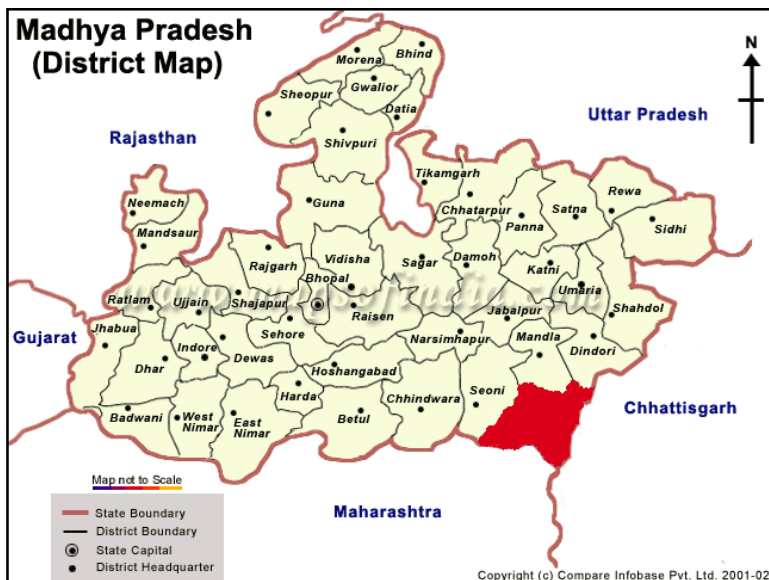 Madhya Pradesh
(District Map)
N
Uttar Pradesh
Rajasthan
Gujarat
Chhattisgarh
Maharashtra
Bhind
Morena
Gwalior
Sheopur
Datia
Shivpuri
Tikamgarh
Chhatarpur
Panna
Satna
Rewa
Sidhi
Neemach
Mandsaur
Guna
Rajgarh
Vidisha
Sagar
Damoh
Katni
Umaria
Shahdol
Bhopal
Ratlam
Ujjain
Shajapur
Raisen
Jabalpur
Jhabua
Sehore
Narsimhapur
Mandla
Dindori
Indore
Dewas
Dhar
Hoshangabad
Seoni
Harda
Chhindwara
Badwani
West
Nimar
East
Nimar
Betul
www.mapsofindia.com
Map not to Scale
State Boundary
District Boundary
State Capital
District Headquarter
Copyright (c) Compare Infobase Pvt. Ltd. 2001-02